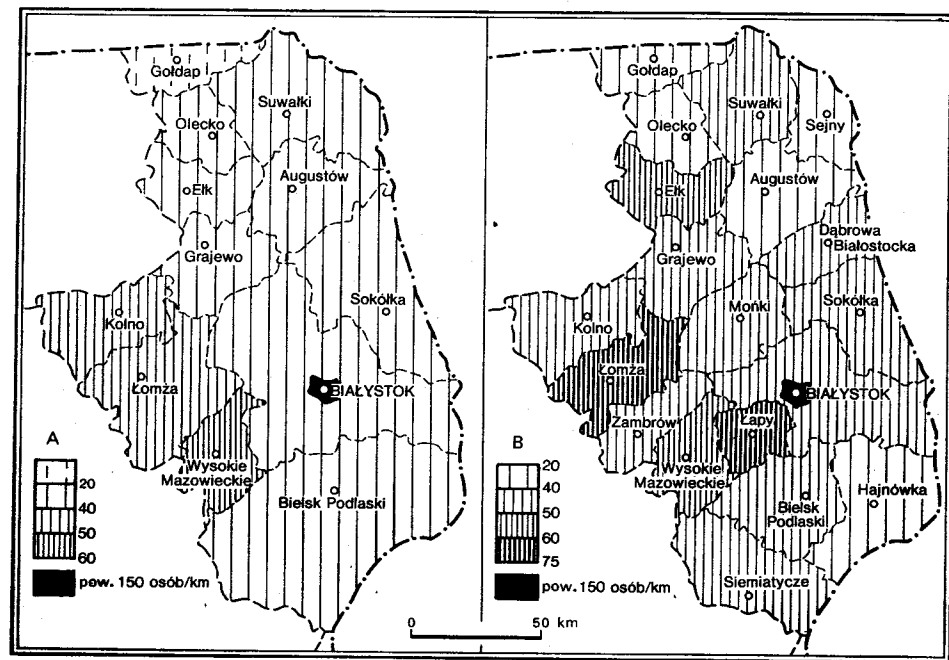 Gołdap
Olecko
Suwałki
Ełk
Augustów
Grajewo
Sokółka
Kolno
Łomża
BIAŁYSTOK
Wysokie
Mazowieckie
Bielsk Podlaski
A
20
40
50
60
pow. 150 osób/km
Gołdap
Olecko
Suwałki
Sejny
Ełk
Augustów
Dąbrowa
Białostocka
Grajewo
Mońki
Sokółka
Kolno
Łomża
BIAŁYSTOK
Zambrów
Łapy
Wysokie
Mazowieckie
Bielsk
Podlaski
Hajnówka
Siemiatycze
B
20
40
50
60
75
pow. 150 osób/km
0 50 km